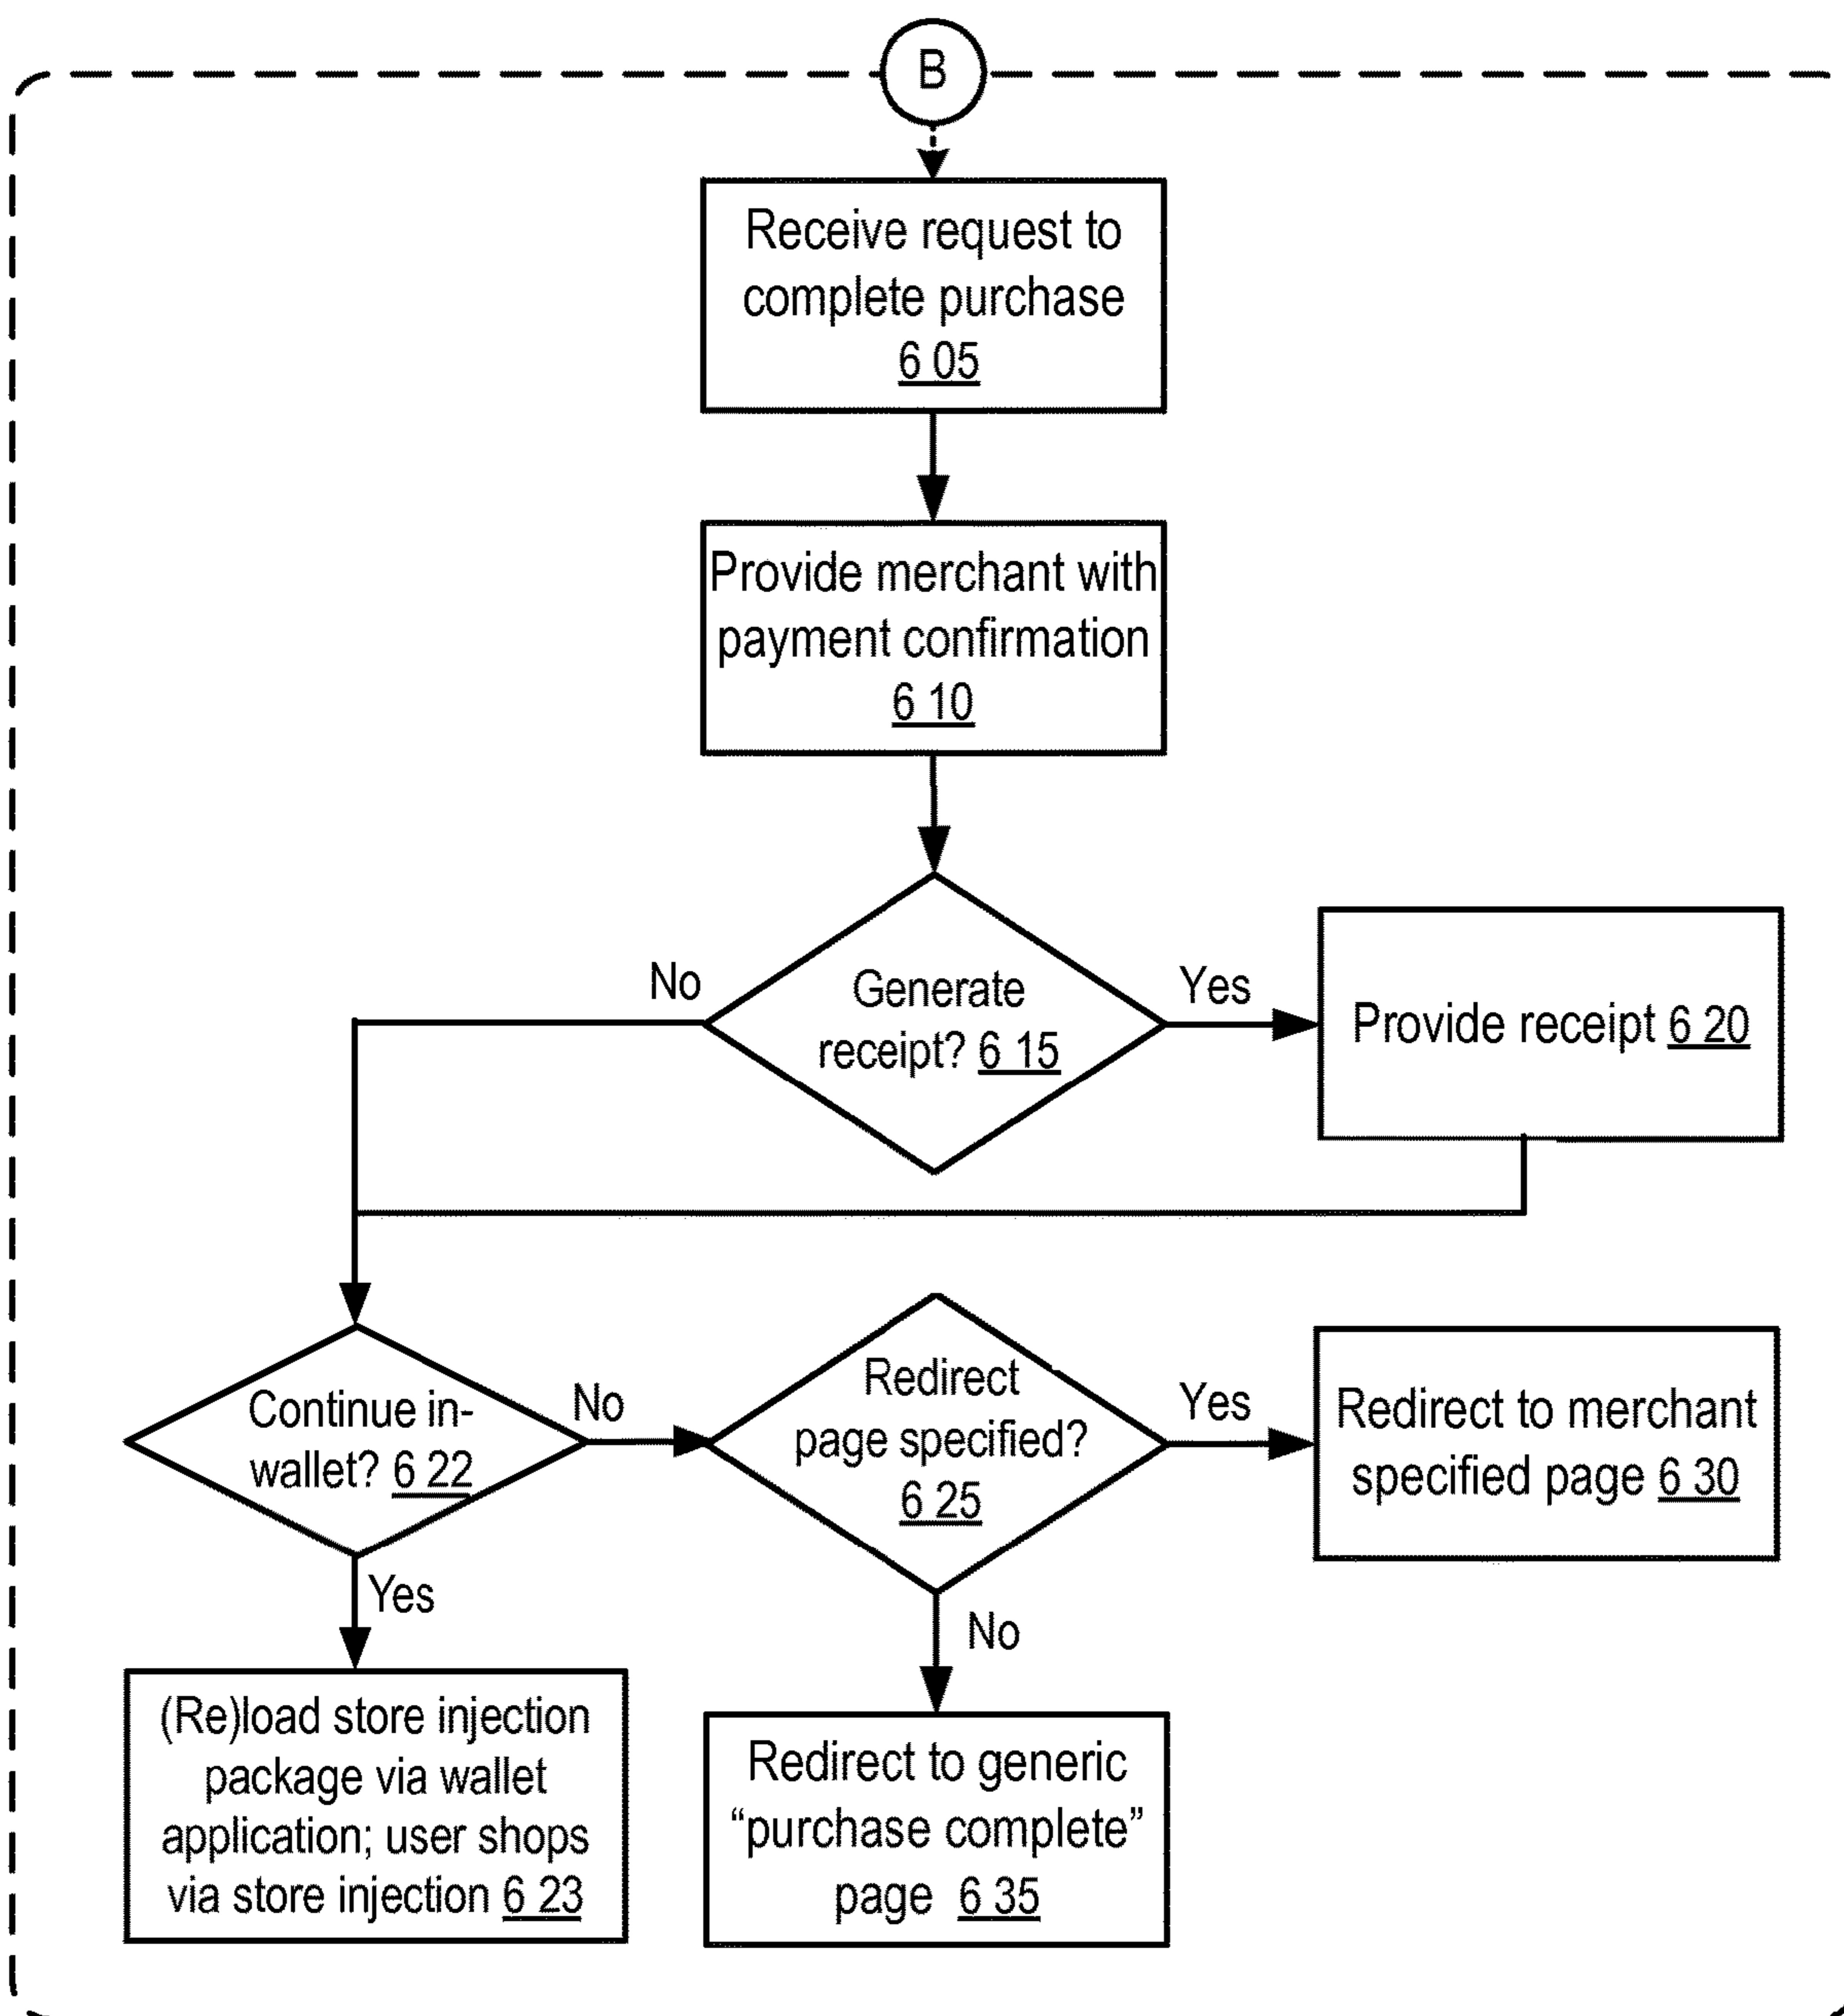 B
Receive request to
complete purchase
6 05
Provide merchant with
payment confirmation
6 10
No
Generate
receipt? 6 15
Yes
Provide receipt 6 20
Continue in-
wallet? 6 22
No
Redirect
page specified?
6 25
Yes
Redirect to merchant
specified page 6 30
Yes
No
(Re)load store injection
package via wallet
application; user shops
via store injection 6 23
Redirect to generic
“purchase complete”
page 6 35